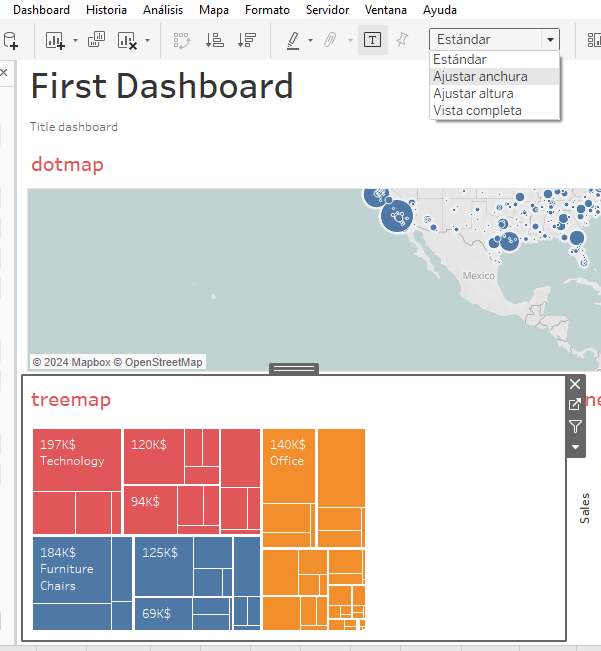 Dashboard Historia Análisis Mapa Formato Servidor Ventana Ayuda
T Estándar
Estándar
Ajustar anchura
Ajustar altura
Vista completa
First Dashboard
Title dashboard
dotmap
Mexico
© 2024 Mapbox © OpenStreetMap
treemap
197K$
Technology
120K$
94K$
140K$
Office
184K$
Furniture
Chairs
125K$
69K$
Sales